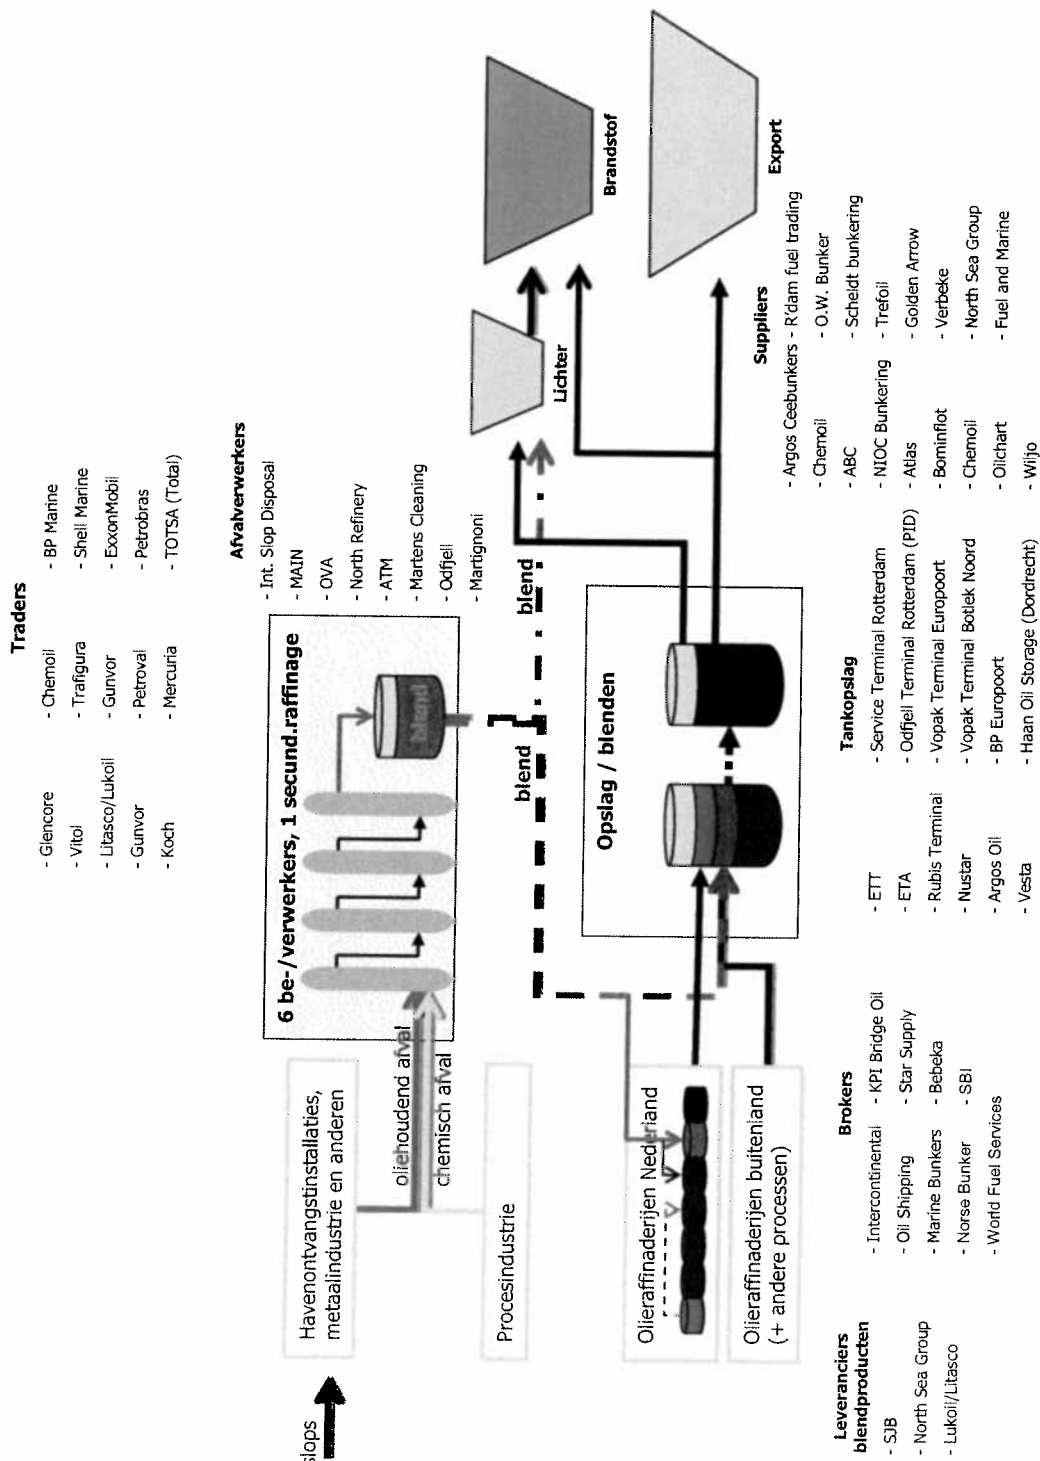 Traders
- Glencore - Chemoil - BP Marine
- Vitol - Trafigura - Shell Marine
- Litasco/Lukoil - Gunvor - ExxonMobil
- Gunvor - Petroval - Petrobras
- Koch - Mercuria - TOTSA (Total)
Afvalverwerkers
- Int. Slop Disposal
- MAIN
- OVA
- North Refinery
- ATM
- Martens Cleaning
- Odfjell
- Martignoni
slops
Havenontvangstinstallaties,
metaalindustrie en anderen
oliehoudend afval
chemisch afval
Procesindustrie
6 be-/verwerkers, 1 secund.raffinage
blend
blend
blend
Lichter
Brandstof
Export
Olieraffinaderijen Nederland
Olieraffinaderijen buitenland
(+ andere processen)
Opslag / blenden
Leveranciers
blendproducten
- SJB
- North Sea Group
- Lukoil/Litasco
Brokers
- Intercontinental - KPI Bridge Oil
- Oil Shipping - Star Supply
- Marine Bunkers - Bebeka
- Norse Bunker - SBI
- World Fuel Services
Tankopslag
- ETT - Service Terminal Rotterdam
- ETA - Odfjell Terminal Rotterdam (PID)
- Rubis Terminal - Vopak Terminal Europoort
- Nustar - Vopak Terminal Botlek Noord
- Argos Oil - BP Europoort
- Vesta - Haan Oil Storage (Dordrecht)
Suppliers
- Argos Ceebunkers - R'dam fuel trading
- Chemoil - O.W. Bunker
- ABC - Scheldt bunkering
- NIOC Bunkering - Trefoil
- Atlas - Golden Arrow
- Bominflot - Verbeke
- Chemoil - North Sea Group
- Oilchart - Fuel and Marine
- Wiljo